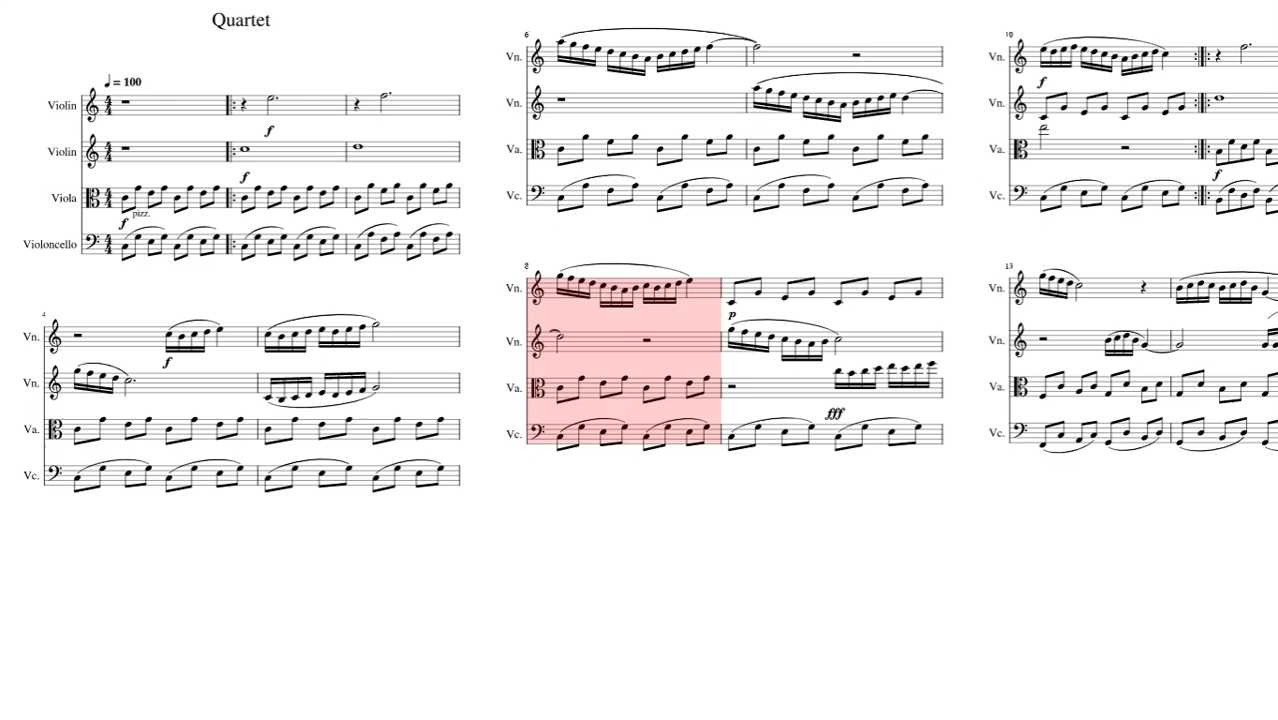 Quartet
♩ = 100
Violin
f
Violin
f
Viola
f
pizz.
Violoncello
4
Vn.
f
Vn.
Va.
Vc.
6
Vn.
Vn.
Va.
Vc.
8
Vn.
p
Vn.
Va.
fff
Vc.
10
Vn.
f
Vn.
Va.
f
Vc.
13
Vn.
Vn.
Va.
Vc.